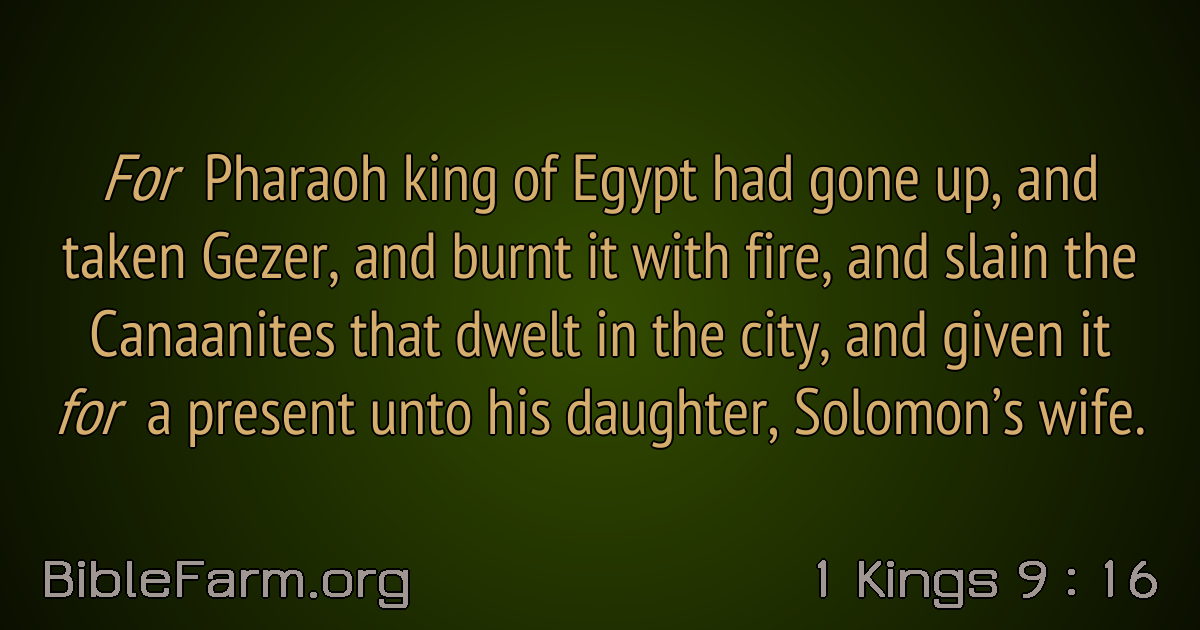 For Pharaoh king of Egypt had gone up, and
taken Gezer, and burnt it with fire, and slain the
Canaanites that dwelt in the city, and given it
for a present unto his daughter, Solomon’s wife.
BibleFarm.org
1 Kings 9 : 16